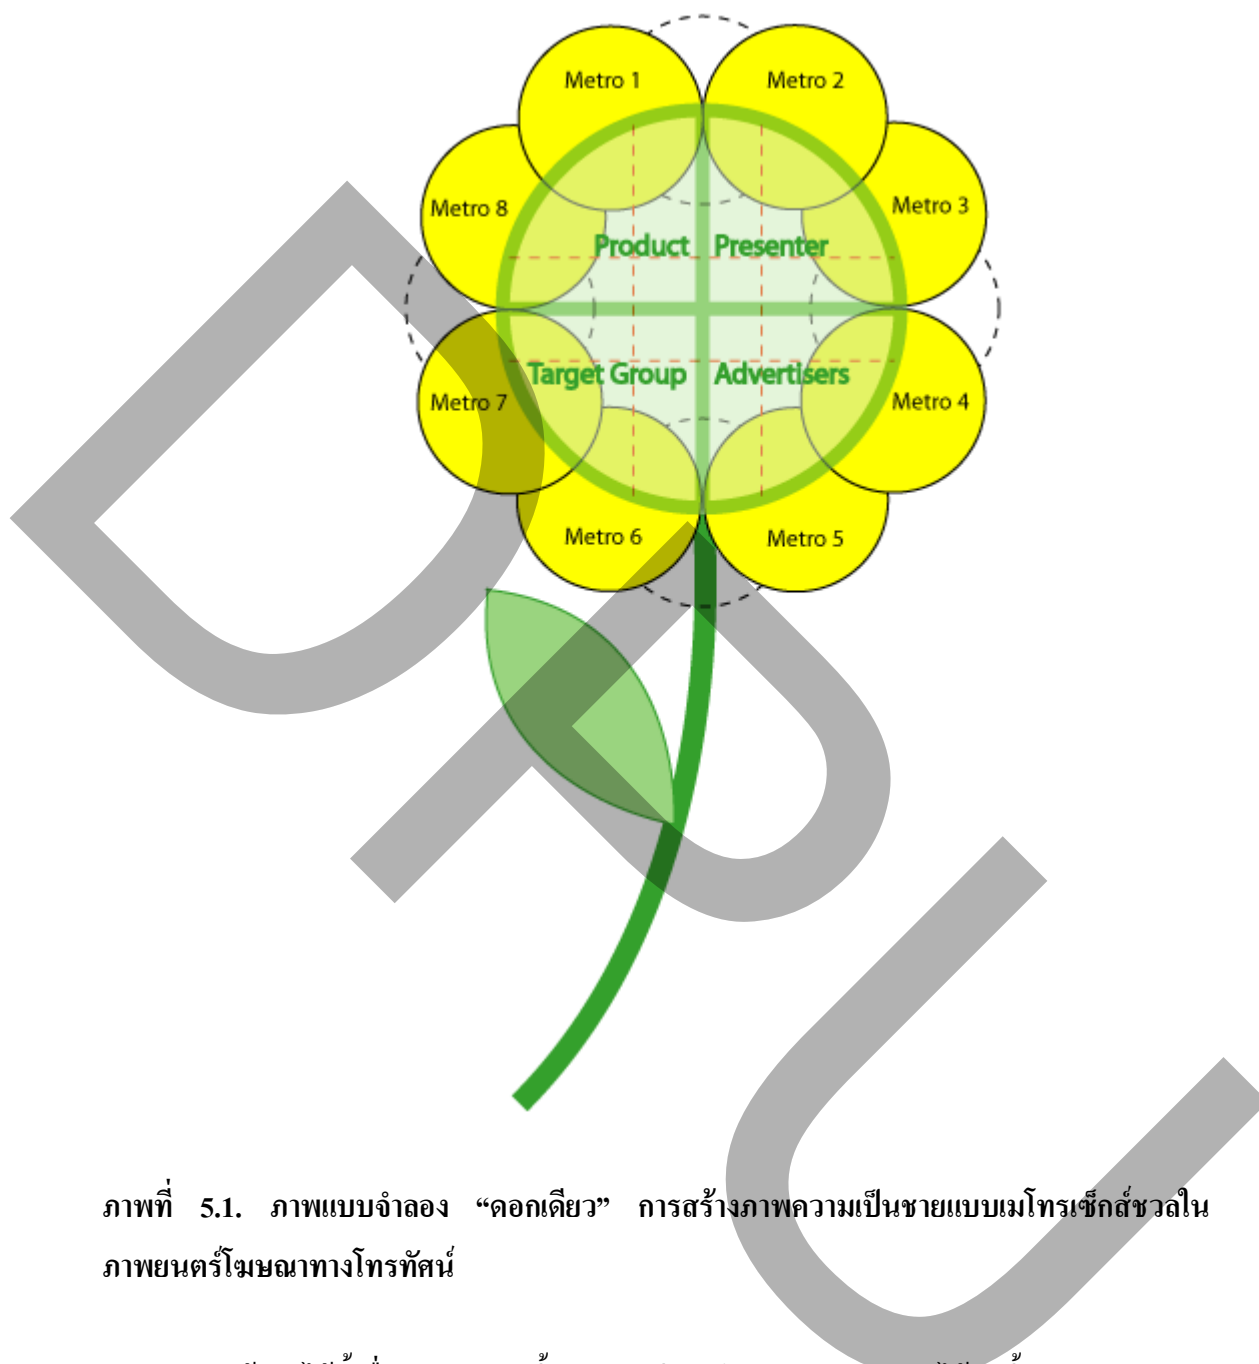 Metro 1
Metro 2
Metro 8
Metro 3
Product Presenter
Target Group Advertisers
Metro 7
Metro 4
Metro 6
Metro 5
DPU
ภาพที่ 5.1. ภาพแบบจำลอง “ดอกเดียว” การสร้างภาพความเป็นชายแบบเมโทรเซ็กส์ชวลใน
ภาพยนตร์โฆษณาทางโทรทัศน์